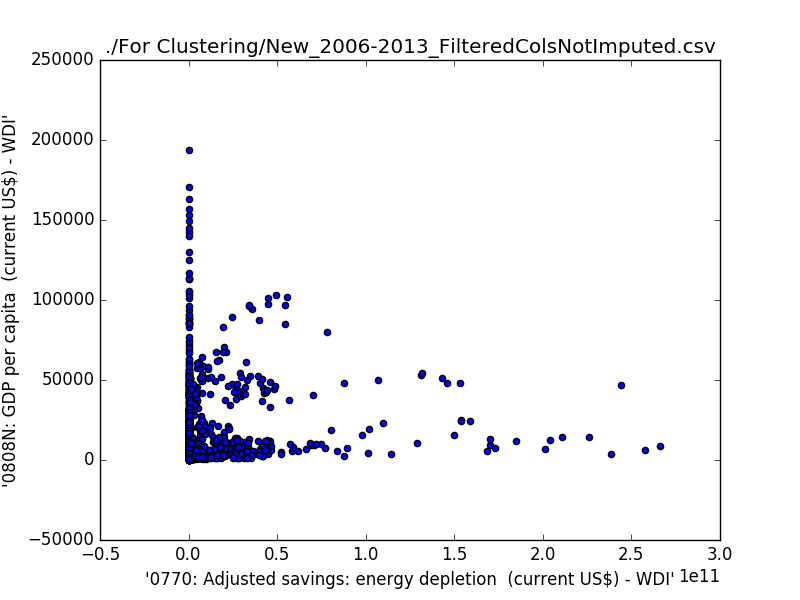 ./For Clustering/New_2006-2013_FilteredColsNotImputed.csv
'0808N: GDP per capita (current US$) - WDI'
250000
200000
150000
100000
50000
0
−50000
−0.5 0.0 0.5 1.0 1.5 2.0 2.5 3.0
1e11
'0770: Adjusted savings: energy depletion (current US$) - WDI'